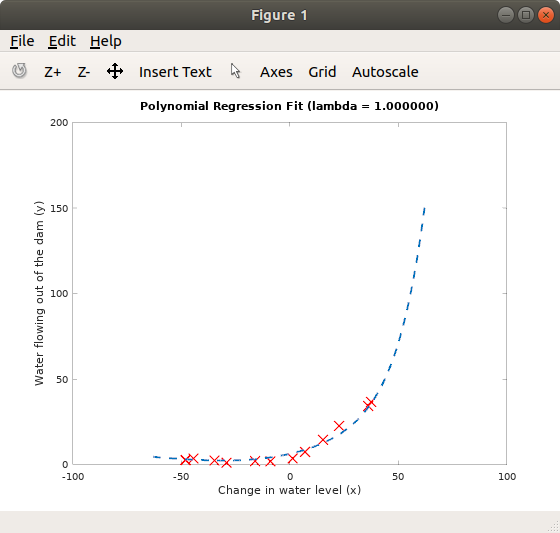 Figure 1
File Edit Help
Z+ Z- Insert Text Axes Grid Autoscale
Polynomial Regression Fit (lambda = 1.000000)
200
150
100
50
0
Water flowing out of the dam (y)
-100 -50 0 50 100
Change in water level (x)